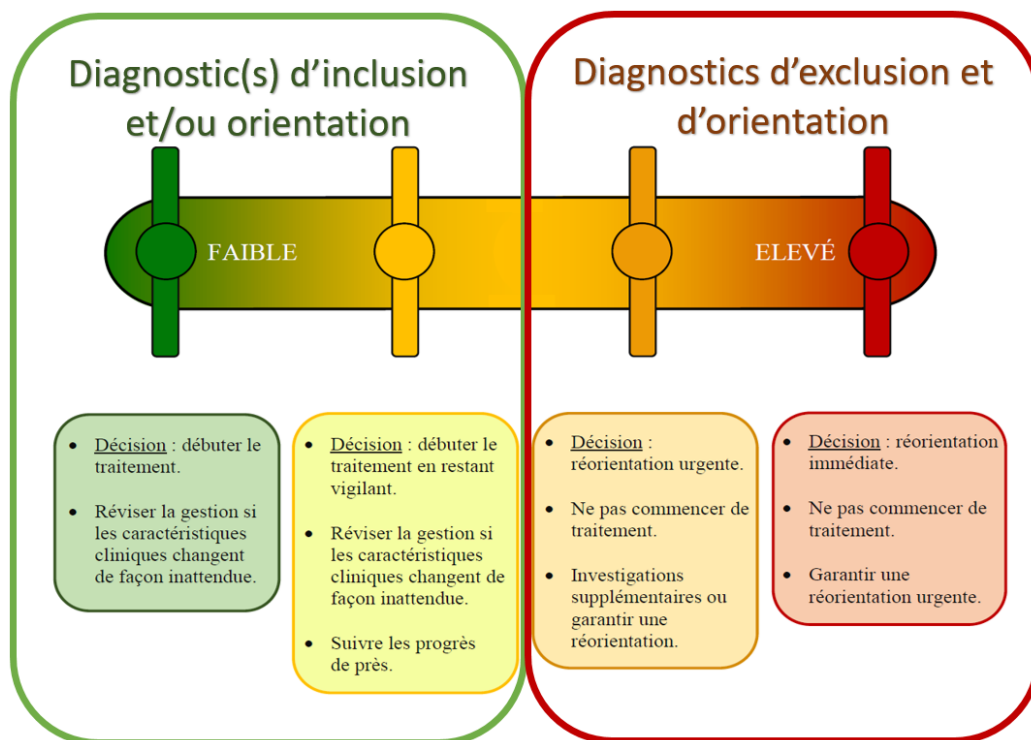 Diagnostic(s) d'inclusion
et/ou orientation
Diagnostics d'exclusion et
d'orientation
FAIBLE
ELEVÉ
• Décision : débuter le
traitement.
• Réviser la gestion si
les caractéristiques
cliniques changent
de façon inattendue.
• Décision : débuter le
traitement en restant
vigilant.
• Réviser la gestion si
les caractéristiques
cliniques changent de
façon inattendue.
• Suivre les progrès
de près.
• Décision :
réorientation urgente.
• Ne pas commencer de
traitement.
• Investigations
supplémentaires ou
garantir une
réorientation.
• Décision : réorientation
immédiate.
• Ne pas commencer de
traitement.
• Garantir une
réorientation urgente.